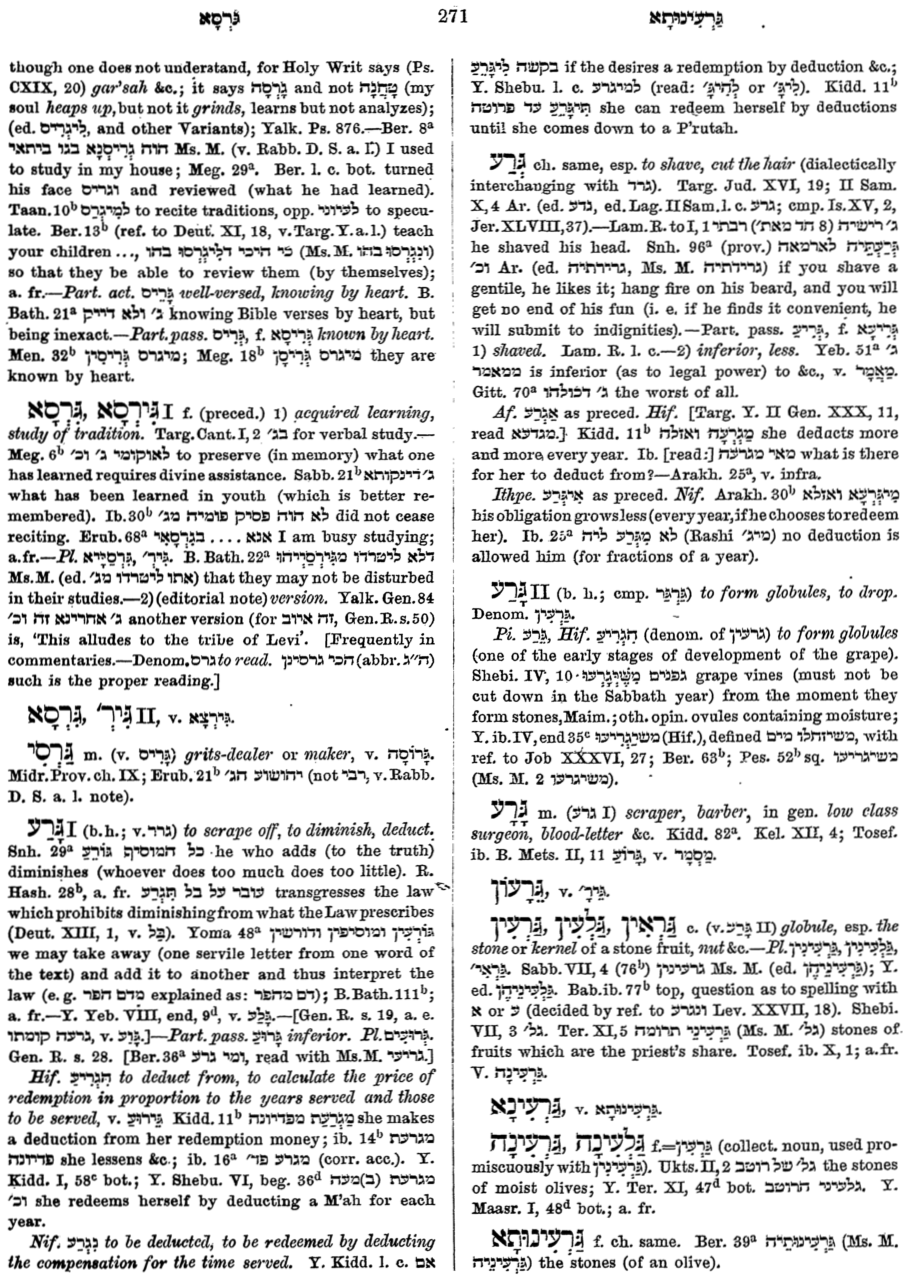 גִּרְסָא
271
גַּרְעִינוּתָא
though one does not understand, for Holy Writ says (Ps.
CXIX, 20) gar'sah &c.; it says גָּרְסָה and not טָחֲנָה (my
soul heaps up, but not it grinds, learns but not analyzes);
(ed. לִיגְרִיס, and other Variants); Yalk. Ps. 876.—Ber. 8ª
הוה גְרִיסְנָא בגו ביתאי Ms. M. (v. Rabb. D. S. a. l.) I used
to study in my house; Meg. 29ª. Ber. l. c. bot. turned
his face וגריס and reviewed (what he had learned).
Taan. 10ᵇ לְמִיגְרַס to recite traditions, opp. לעיוני to specu-
late. Ber. 13ᵇ (ref. to Deut. XI, 18, v. Targ. Y. a. l.) teach
your children ..., כי היכי דלִיגְרְסוּ בהו (Ms. M. ונִגְרְסוּ בהו)
so that they be able to review them (by themselves);
a. fr.—Part. act. גָּרֵיס well-versed, knowing by heart. B.
Bath. 21ª ג' ולא דייק knowing Bible verses by heart, but
being inexact.—Part. pass. גְּרִיס, f. גְּרִיסָא known by heart.
Men. 32ᵇ מיגרס גְּרִיסִין; Meg. 18ᵇ מיגרס גְּרִיסָן they are
known by heart.
גִּירְסָא, גִּרְסָא I f. (preced.) 1) acquired learning,
study of tradition. Targ. Cant. I, 2 בג' for verbal study.—
Meg. 6ᵇ לאוקומי ג' וכ' to preserve (in memory) what one
has learned requires divine assistance. Sabb. 21ᵇ ג' דינקותא
what has been learned in youth (which is better re-
membered). Ib. 30ᵇ לא הוה פסיק פומיה מג' did not cease
reciting. Erub. 68ª אנא .... בגִרְסָאִי I am busy studying;
a. fr.—Pl. גִּיר', גִּרְסַיָּיא. B. Bath. 22ª דלא ליטרדו מגִּירְסַיְיהוּ
Ms. M. (ed. אתו ליטרדו מג') that they may not be disturbed
in their studies.—2) (editorial note) version. Yalk. Gen. 84
ג' אחרינא זה וכ' another version (for זה אויב, Gen. R. s. 50)
is, 'This alludes to the tribe of Levi'. [Frequently in
commentaries.—Denom. גרס to read. הכי גרסינן (abbr. ה"ג)
such is the proper reading.]
גִּיר', גִּרְסָא II, v. גִּירְצָא.
גָּרְסִי m. (v. גְּרִיס) grits-dealer or maker, v. גָּרוֹסָה.
Midr. Prov. ch. IX; Erub. 21ᵇ יהושוע הג' (not רבי, v. Rabb.
D. S. a. l. note).
גָּרַע I (b. h.; v. גרר) to scrape off, to diminish, deduct.
Snh. 29ª כל המוסיף גּוֹרֵעַ he who adds (to the truth)
diminishes (whoever does too much does too little). R.
Hash. 28ᵇ, a. fr. עובר על בל תִּגְרַע transgresses the law
which prohibits diminishing from what the Law prescribes
(Deut. XIII, 1, v. בַּל). Yoma 48ª גּוֹרְעִין ומוסיפין ודורשין
we may take away (one servile letter from one word of
the text) and add it to another and thus interpret the
law (e. g. מדם הפר explained as: דם מהפר); B. Bath. 111ᵇ;
a. fr.—Y. Yeb. VIII, end, 9ᵈ, v. גָּלַע.—[Gen. R. s. 19, a. e.
גרעה קומתו, v. גָּדַע.]—Part. pass. גָּרוּעַ inferior. Pl. גְּרוּעִים.
Gen. R. s. 28. [Ber. 36ª ומי גרע, read with Ms. M. גריעי.]
Hif. הִגְרִיעַ to deduct from, to calculate the price of
redemption in proportion to the years served and those
to be served, v. גֵּירוּעַ. Kidd. 11ᵇ מַגְרַעַת מפדיונה she makes
a deduction from her redemption money; ib. 14ᵇ מגרעת
פדיונה she lessens &c.; ib. 16ª מגרע פד' (corr. acc.). Y.
Kidd. I, 58ᶜ bot.; Y. Shebu. VI, beg. 36ᵈ מגרעת (ב)מעה
וכ' she redeems herself by deducting a M'ah for each
year.
Nif. נִגְרַע to be deducted, to be redeemed by deducting
the compensation for the time served. Y. Kidd. l. c. אם
בקשה לִיגָּרֵעַ if the desires a redemption by deduction &c.;
Y. Shebu. l. c. למיגרע (read: לְהִיגָּ' or לִיגָּ'). Kidd. 11ᵇ
תִּיגָּרַע עד פרוטה she can redeem herself by deductions
until she comes down to a P'rutah.
גְּרַע ch. same, esp. to shave, cut the hair (dialectically
interchanging with גרד). Targ. Jud. XVI, 19; II Sam.
X, 4 Ar. (ed. גדע, ed. Lag. II Sam. l. c. גרע; cmp. Is. XV, 2,
Jer. XLVIII, 37).—Lam. R. to I, 1 רבתי (חד מאת' 8) ג' רישיה
he shaved his head. Snh. 96ª (prov.) גְּרַעְתֵּיהּ לארמאה
וכ' Ar. (ed. גרירתיה, Ms. M. גרידתיה) if you shave a
gentile, he likes it; hang fire on his beard, and you will
get no end of his fun (i. e. if he finds it convenient, he
will submit to indignities).—Part. pass. גְּרִיעַ, f. גְּרִיעָא
1) shaved. Lam. R. l. c.—2) inferior, less. Yeb. 51ª ג'
ממאמר is inferior (as to legal power) to &c., v. מַאֲמָר.
Gitt. 70ª ג' דכולהו the worst of all.
Af. אַגְרַע as preced. Hif. [Targ. Y. II Gen. XXX, 11,
read מגדעא.] Kidd. 11ᵇ מַגְרְעָה ואזלה she dedacts more
and more every year. Ib. [read:] מאי מגרעה what is there
for her to deduct from?—Arakh. 25ª, v. infra.
Ithpe. אִיגְּרַע as preced. Nif. Arakh. 30ᵇ מִיגַּרְעָא ואזלא
his obligation grows less (every year, if he chooses to redeem
her). Ib. 25ª לא מִגָּרַע ליה (Rashi מיג') no deduction is
allowed him (for fractions of a year).
גָּרַע II (b. h.; cmp. גַּרְגֵּר) to form globules, to drop.
Denom. גַּרְעִין.
Pi. גֵּרֵעַ, Hif. הִגְרִיעַ (denom. of גרעין) to form globules
(one of the early stages of development of the grape).
Shebi. IV, 10 גפנים מִשֶּׁיְּגָרְעוּ grape vines (must not be
cut down in the Sabbath year) from the moment they
form stones, Maim.; oth. opin. ovules containing moisture;
Y. ib. IV, end 35ᶜ משיַגְרִיעוּ (Hif.), defined משיזחלו מים, with
ref. to Job XXXVI, 27; Ber. 63ᵇ; Pes. 52ᵇ sq. משיגריעו
(Ms. M. 2 משיגרעו).
גָּרָע m. (גרע I) scraper, barber, in gen. low class
surgeon, blood-letter &c. Kidd. 82ª. Kel. XII, 4; Tosef.
ib. B. Mets. II, 11 גָּרוֹעַ, v. מַסְמֵר.
גֵּרָעוֹן, v. גֵּירָ'.
גַּרְאִין, גַּלְעִין, גַּרְעִין c. (v. גָּרַע II) globule, esp. the
stone or kernel of a stone fruit, nut &c.—Pl. גַּלְעִינִין, גַּרְעִינִין,
גַּרְאִי'. Sabb. VII, 4 (76ᵇ) גרעינין Ms. M. (ed. גַּרְעִינֵיהֶן); Y.
ed. גַּלְעִינֵיהֶן. Bab. ib. 77ᵇ top, question as to spelling with
א or ע (decided by ref. to ונגרע Lev. XXVII, 18). Shebi.
VII, 3 גלי'. Ter. XI, 5 גַּרְעִינֵי תרומה (Ms. M. גל') stones of
fruits which are the priest's share. Tosef. ib. X, 1; a. fr.
V. גַּרְעִינָה.
גַּרְעִינָא, v. גַּרְעִינוּתָא.
גַּלְעִינָה, גַּרְעִינָה f.=גַּרְעִין (collect. noun, used pro-
miscuously with גַּרְעִינִין). Ukts. II, 2 גלי' של רוטב the stones
of moist olives; Y. Ter. XI, 47ᵈ bot. גלעיני הרוטב. Y.
Maasr. I, 48ᵈ bot.; a. fr.
גַּרְעִינוּתָא f. ch. same. Ber. 39ª גַּרְעִינוּתֵיה (Ms. M.
גַּרְעִינֵיה) the stones (of an olive).